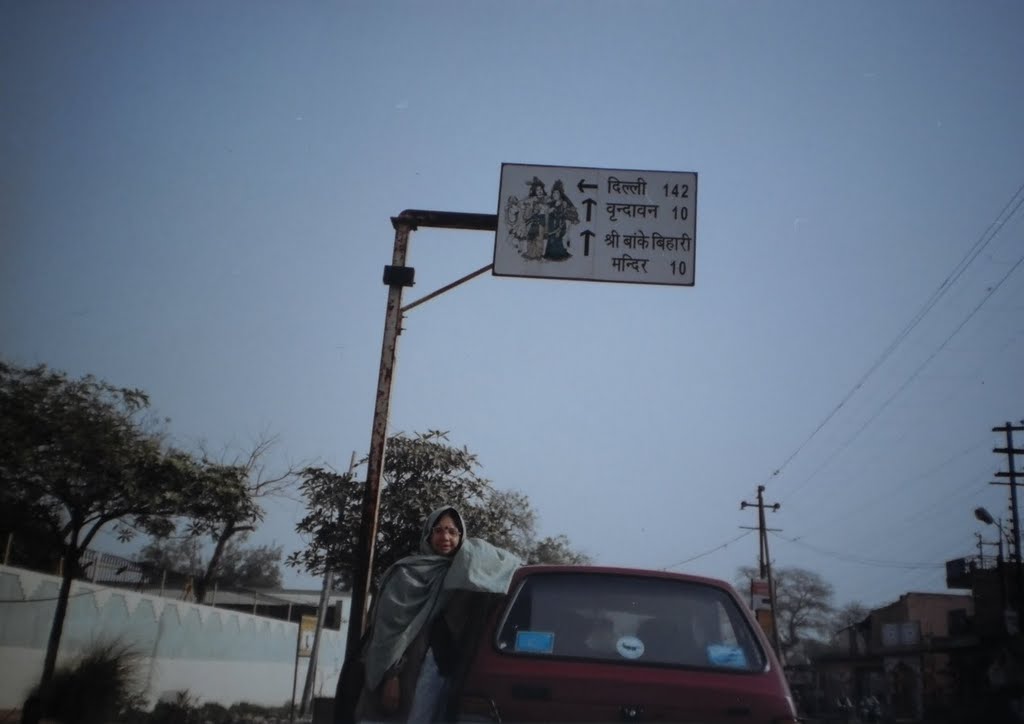 ← दिल्ली 142
↑ वृन्दावन 10
↑ श्री बांके बिहारी
मन्दिर 10